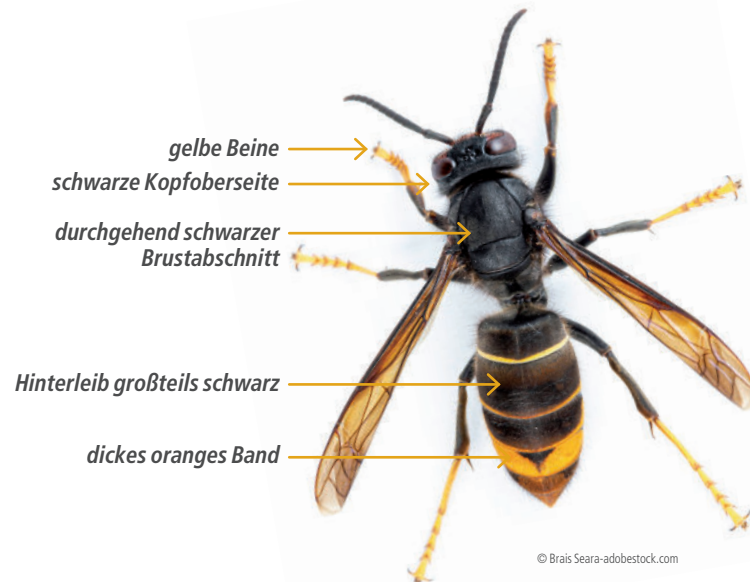 gelbe Beine
schwarze Kopfoberseite
durchgehend schwarzer
Brustabschnitt
Hinterleib großteils schwarz
dickes oranges Band
© Brais Seara-adobestock.com